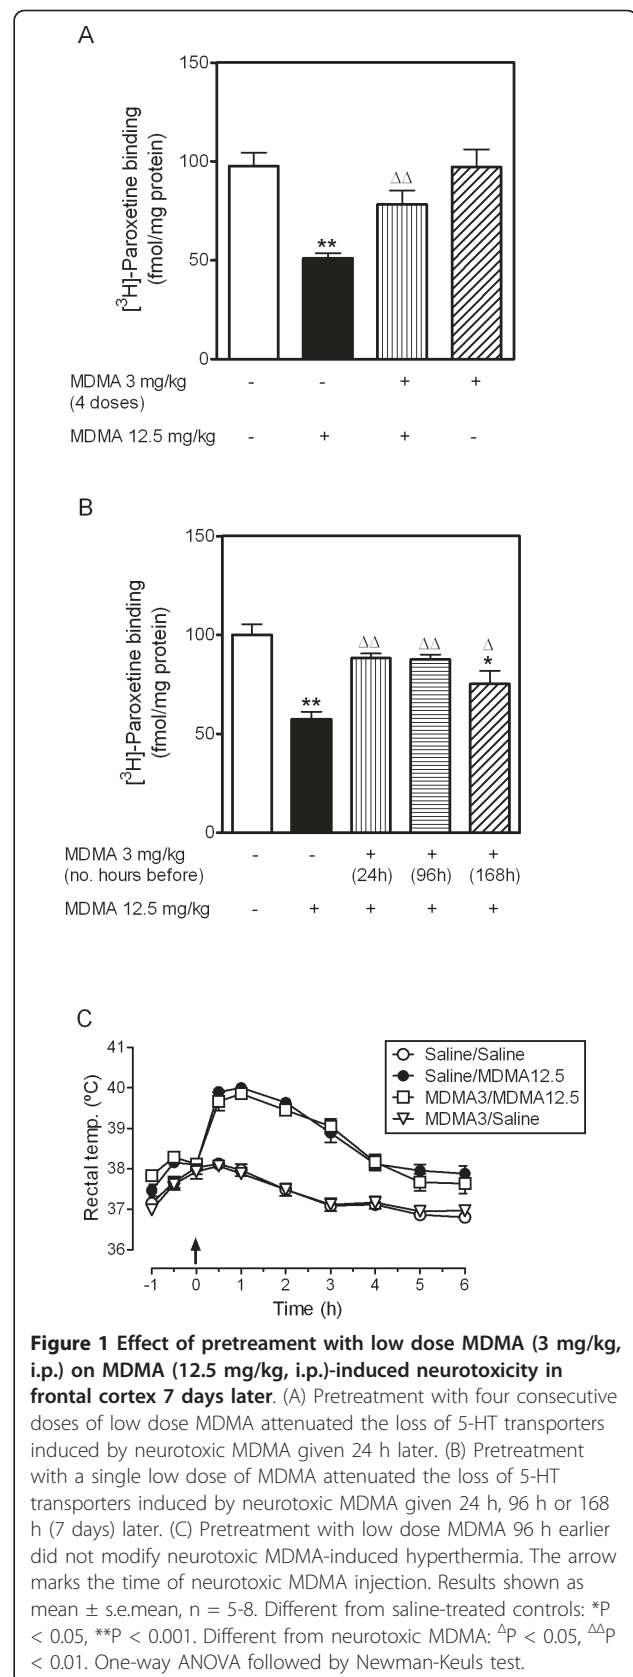 A
150
100
50
0
[³H]-Paroxetine binding
(fmol/mg protein)
**
ΔΔ
MDMA 3 mg/kg - - + +
(4 doses)
MDMA 12.5 mg/kg - + + -
B
150
100
50
0
[³H]-Paroxetine binding
(fmol/mg protein)
**
ΔΔ
ΔΔ
Δ
*
MDMA 3 mg/kg - - + + +
(no. hours before) (24h) (96h) (168h)
MDMA 12.5 mg/kg - + + + +
C
41
40
39
38
37
36
Rectal temp. (ºC)
Saline/Saline
Saline/MDMA12.5
MDMA3/MDMA12.5
MDMA3/Saline
-1 0 1 2 3 4 5 6
Time (h)
Figure 1 Effect of pretreament with low dose MDMA (3 mg/kg,
i.p.) on MDMA (12.5 mg/kg, i.p.)-induced neurotoxicity in
frontal cortex 7 days later. (A) Pretreatment with four consecutive
doses of low dose MDMA attenuated the loss of 5-HT transporters
induced by neurotoxic MDMA given 24 h later. (B) Pretreatment
with a single low dose of MDMA attenuated the loss of 5-HT
transporters induced by neurotoxic MDMA given 24 h, 96 h or 168
h (7 days) later. (C) Pretreatment with low dose MDMA 96 h earlier
did not modify neurotoxic MDMA-induced hyperthermia. The arrow
marks the time of neurotoxic MDMA injection. Results shown as
mean ± s.e.mean, n = 5-8. Different from saline-treated controls: *P
< 0.05, **P < 0.001. Different from neurotoxic MDMA: ᐃP < 0.05, ᐃᐃP
< 0.01. One-way ANOVA followed by Newman-Keuls test.